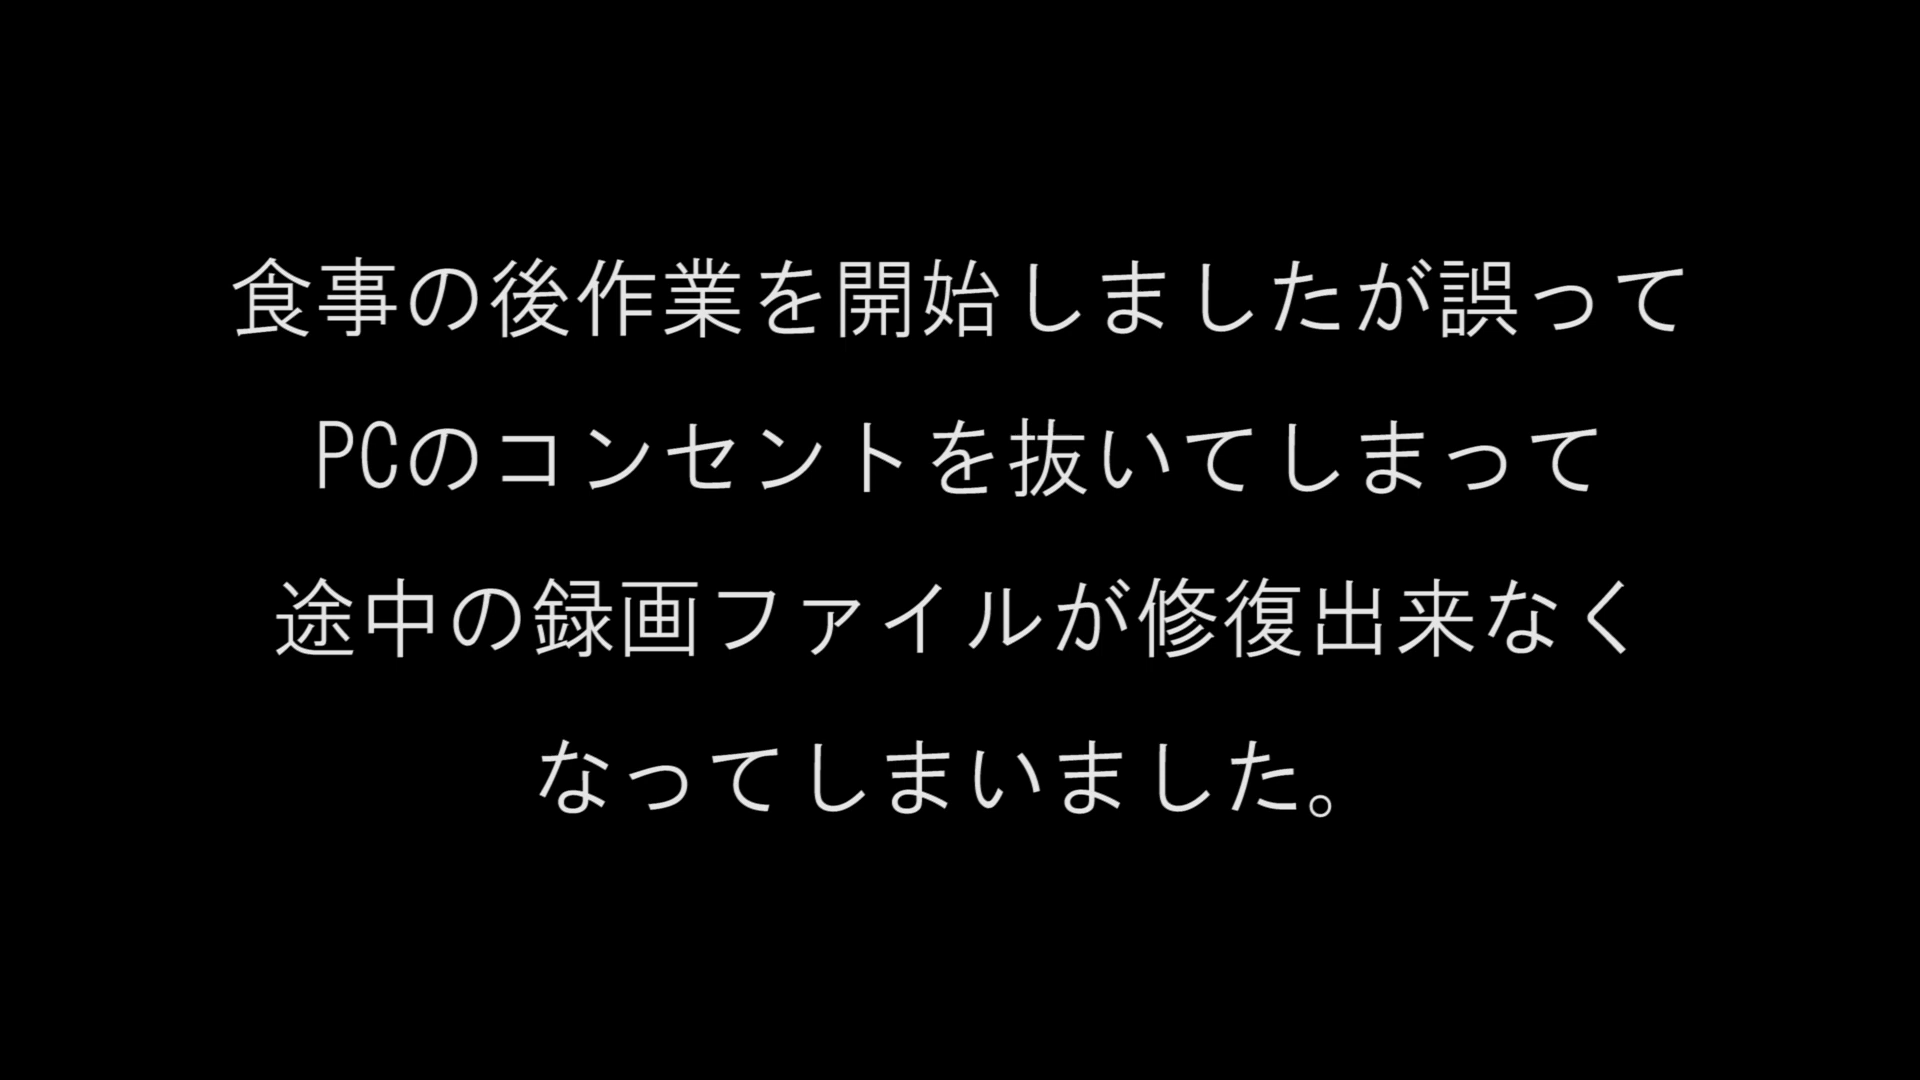 食事の後作業を開始しましたが誤って
PCのコンセントを抜いてしまって
途中の録画ファイルが修復出来なく
なってしまいました。